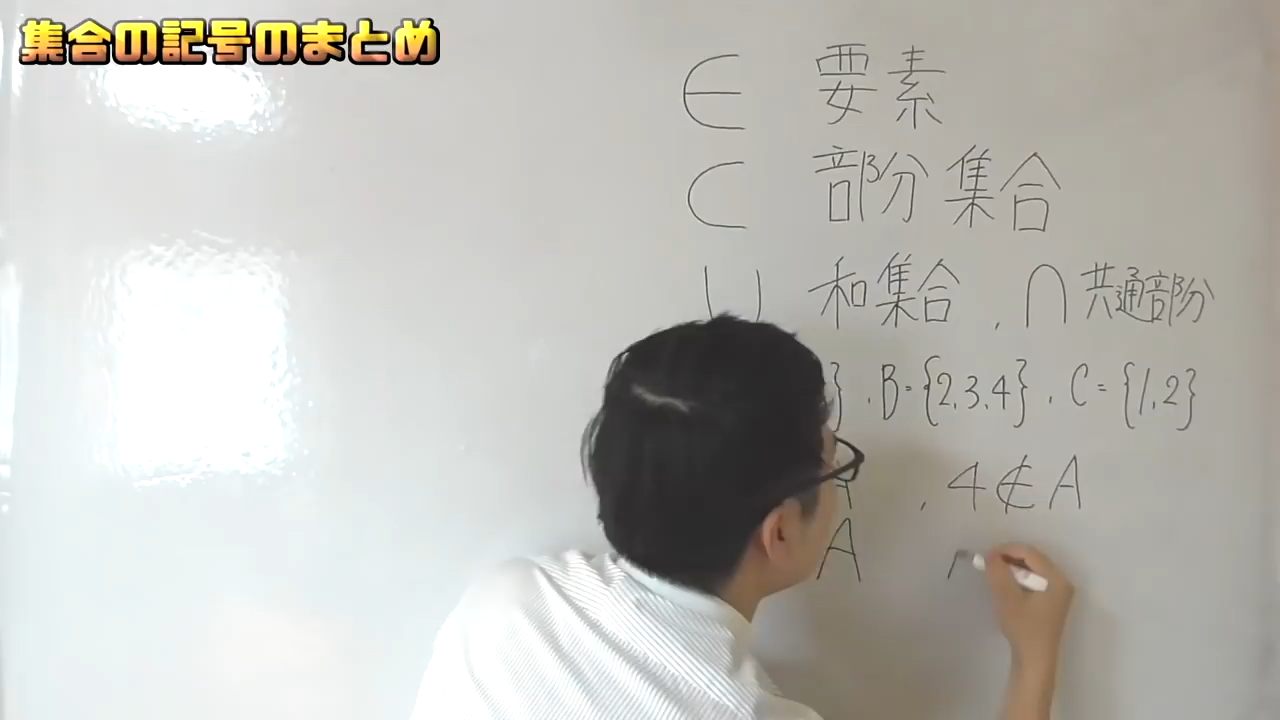 集合の記号のまとめ
∈ 要素
⊂ 部分集合
∪ 和集合 , ∩ 共通部分
} , B = {2,3,4} , C = {1,2}
A , 4 ∉ A
A